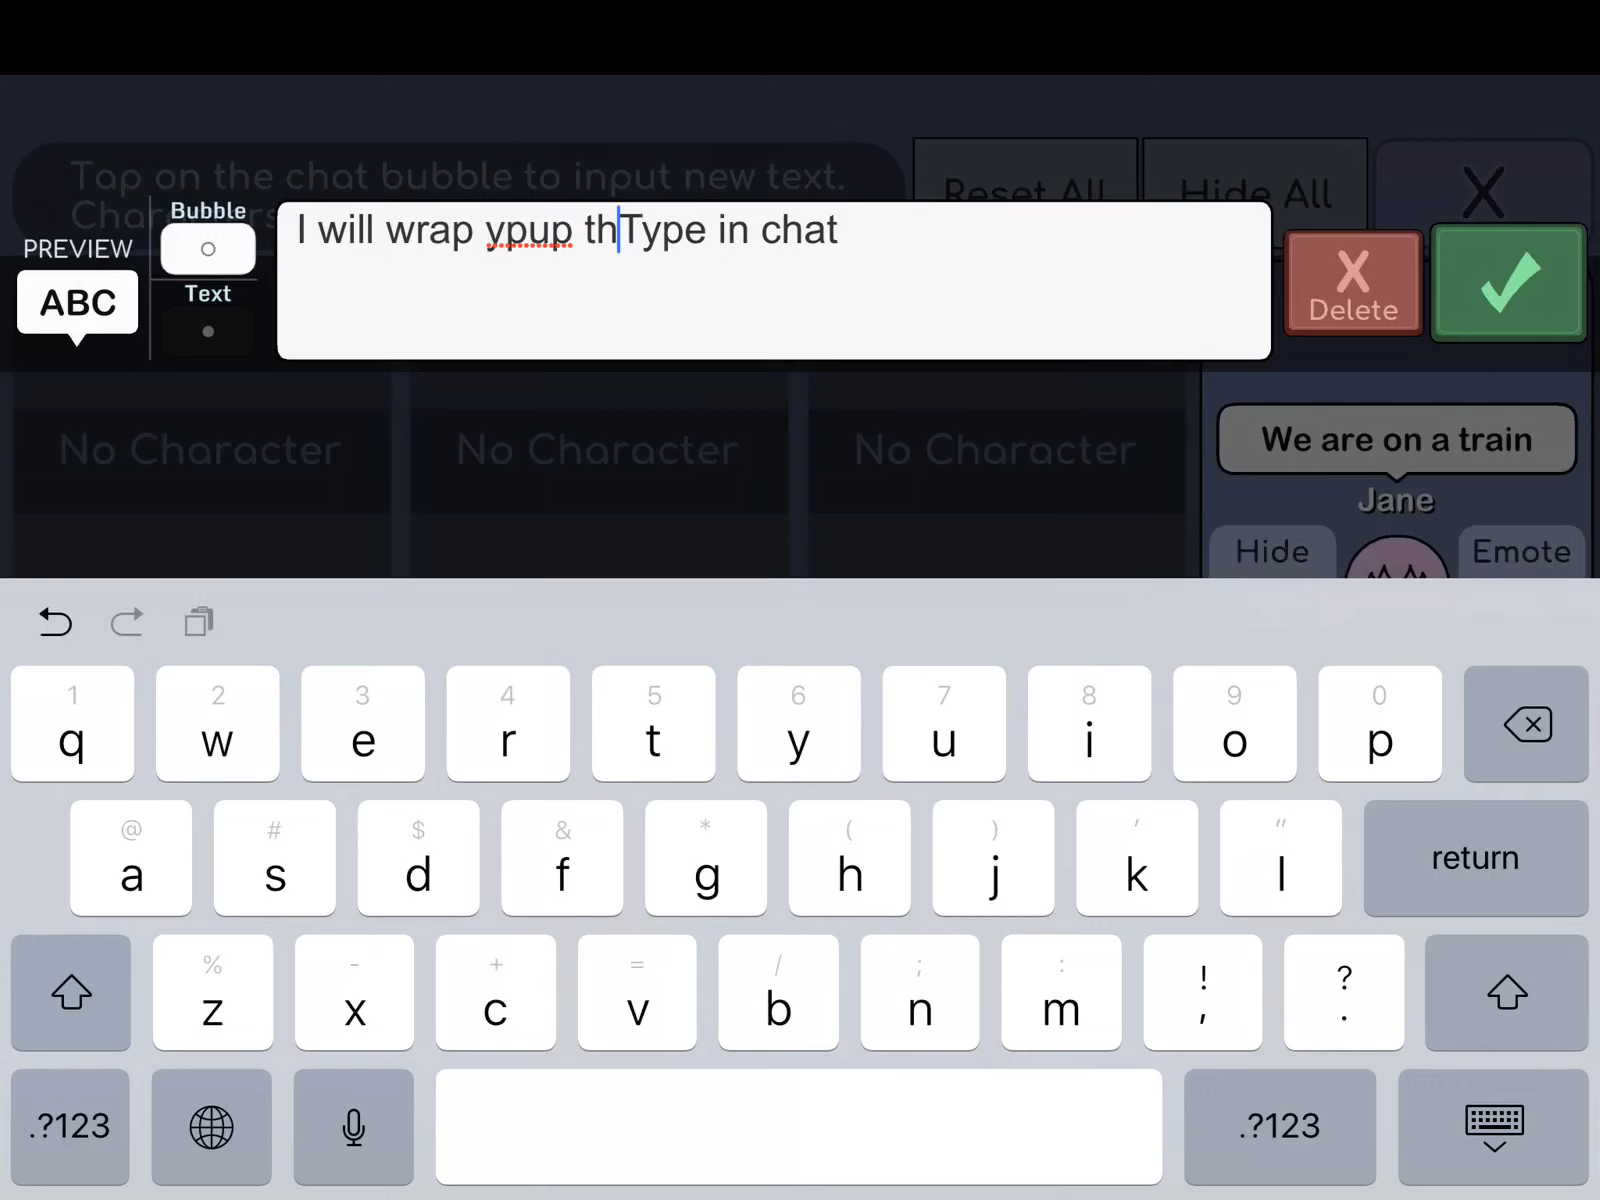 Tap on the chat bubble to input new text.
Characters
Reset All
Hide All
X
PREVIEW
ABC
Bubble
Text
I will wrap ypup thType in chat
X
Delete
No Character
No Character
No Character
We are on a train
Jane
Hide
Emote
1 2 3 4 5 6 7 8 9 0
q w e r t y u i o p
@ # $ & * ( ) ' "
a s d f g h j k l
return
% - + = / ; : ! ?
z x c v b n m , .
.?123
.?123